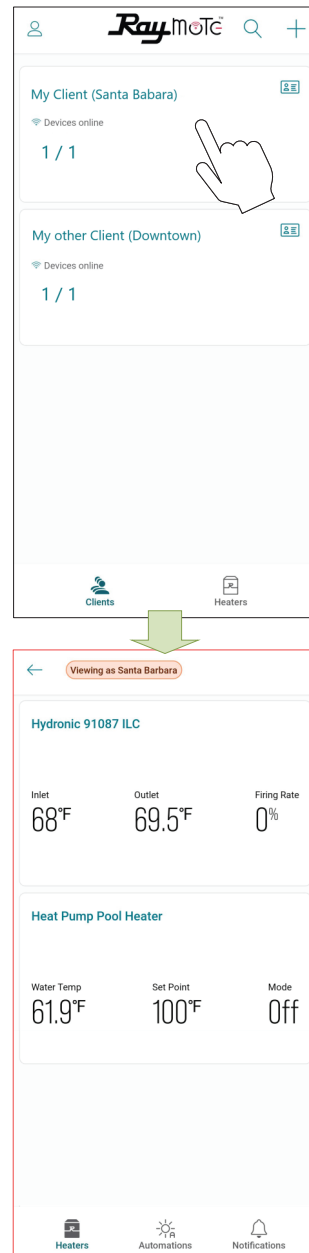 RaymoTe™
My Client (Santa Babara)
Devices online
1 / 1
My other Client (Downtown)
Devices online
1 / 1
Clients Heaters
Viewing as Santa Barbara
Hydronic 91087 ILC
Inlet Outlet Firing Rate
68°F 69.5°F 0%
Heat Pump Pool Heater
Water Temp Set Point Mode
61.9°F 100°F Off
Heaters Automations Notifications